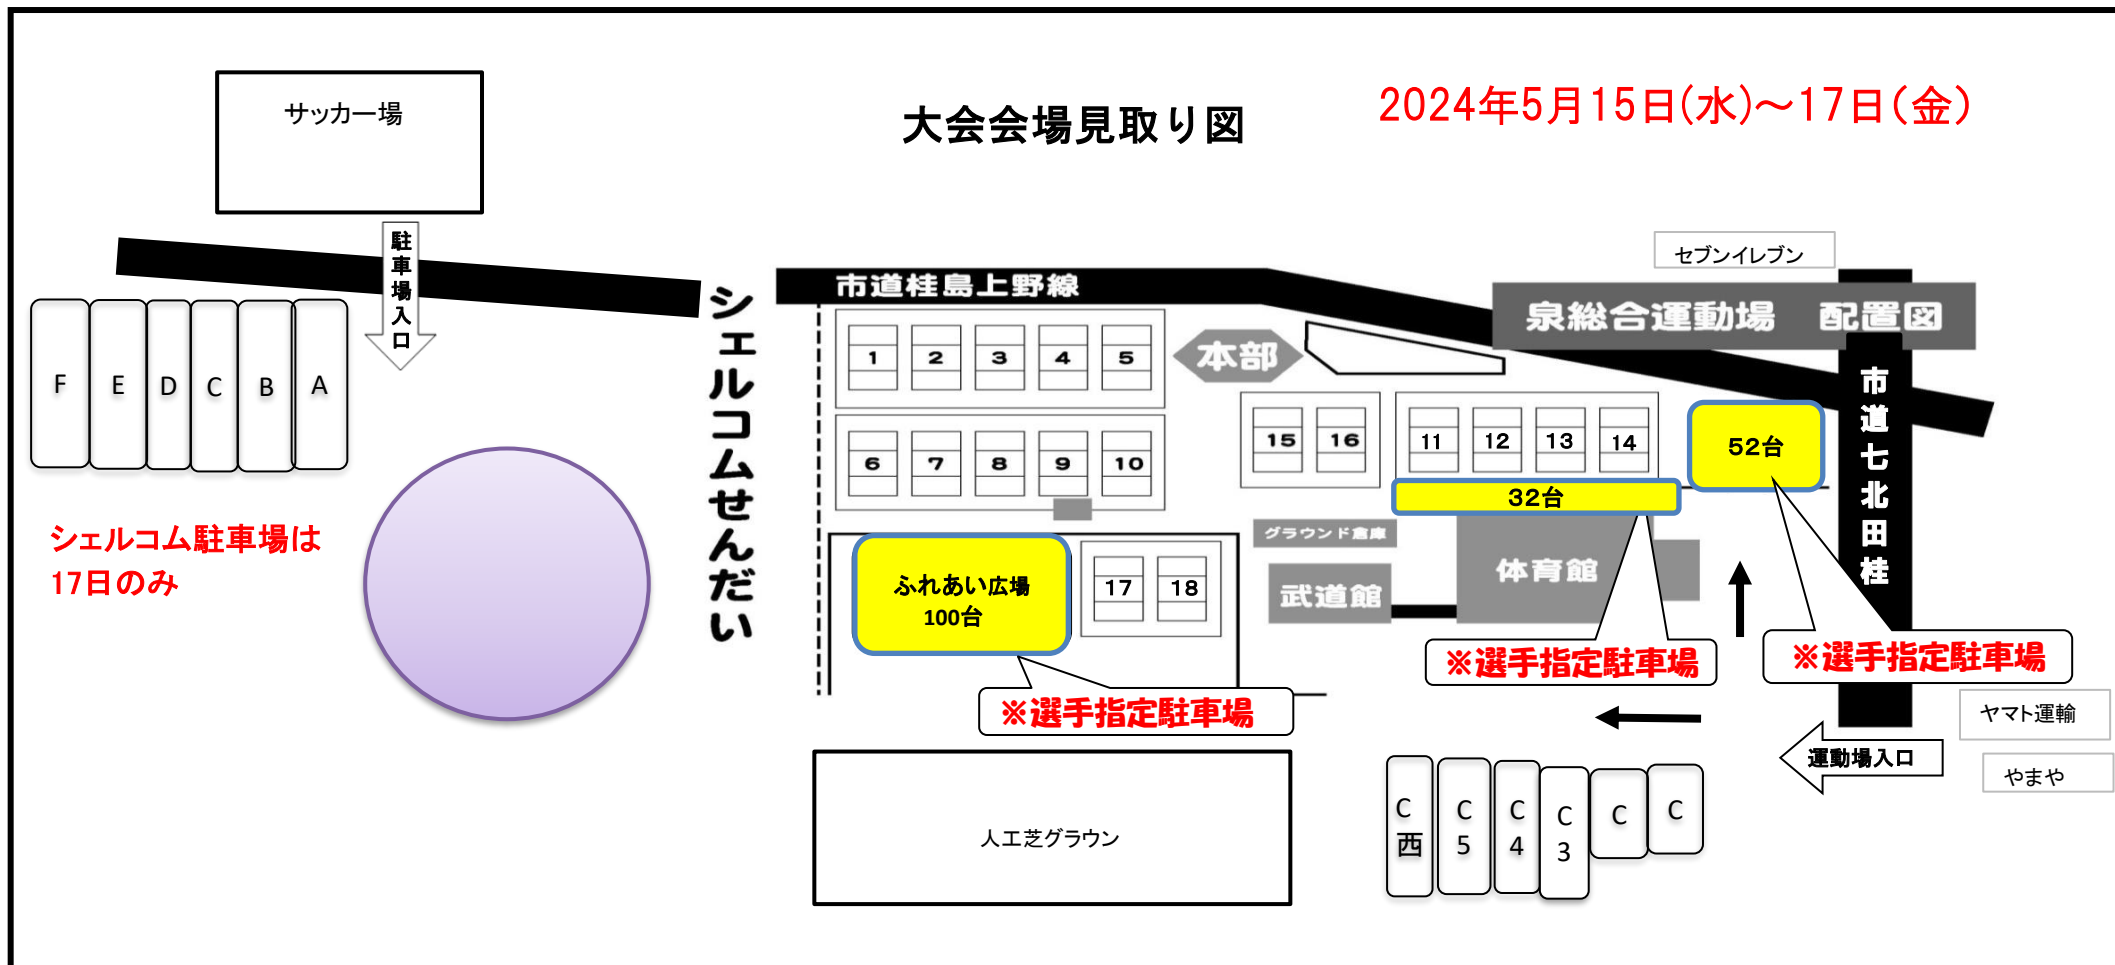 大会会場見取り図
2024年5月15日(水)～17日(金)
サッカー場
駐車場入口
F
E
D
C
B
A
シェルコム駐車場は
17日のみ
シェルコムせんだい
市道桂島上野線
セブンイレブン
泉総合運動場 配置図
市道七北田桂
1
2
3
4
5
本部
6
7
8
9
10
15
16
11
12
13
14
52台
32台
グラウンド倉庫
武道館
体育館
ふれあい広場
100台
17
18
※選手指定駐車場
※選手指定駐車場
※選手指定駐車場
ヤマト運輸
運動場入口
やまや
人工芝グラウン
C
西
C
5
C
4
C
3
C
C